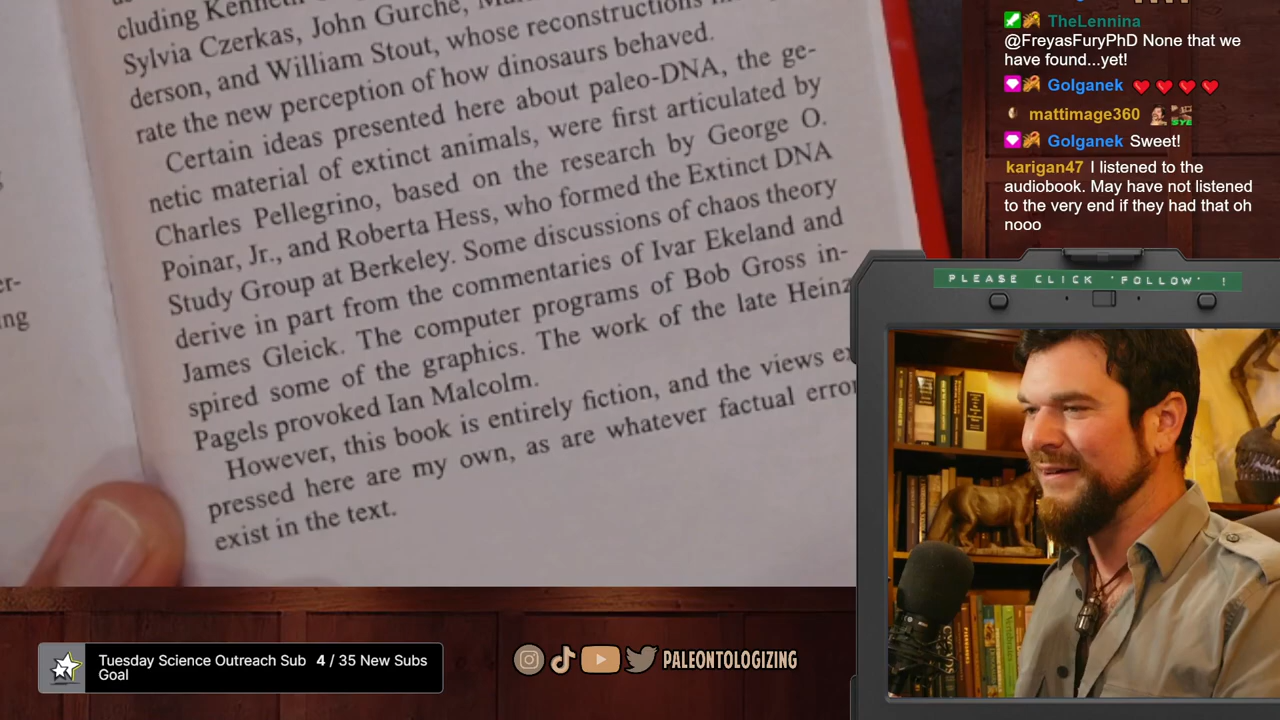 cluding Kenneth
Sylvia Czerkas, John Gurche,
derson, and William Stout, whose reconstructions
rate the new perception of how dinosaurs behaved.
Certain ideas presented here about paleo-DNA, the ge-
netic material of extinct animals, were first articulated by
Charles Pellegrino, based on the research by George O.
Poinar, Jr., and Roberta Hess, who formed the Extinct DNA
Study Group at Berkeley. Some discussions of chaos theory
derive in part from the commentaries of Ivar Ekeland and
James Gleick. The computer programs of Bob Gross in-
spired some of the graphics. The work of the late Heinz
Pagels provoked Ian Malcolm.
However, this book is entirely fiction, and the views ex
pressed here are my own, as are whatever factual error
exist in the text.
er-
ing
TheLennina
@FreyasFuryPhD None that we
have found...yet!
Golganek
mattimage360
Golganek Sweet!
karigan47 I listened to the
audiobook. May have not listened
to the very end if they had that oh
nooo
PLEASE CLICK "FOLLOW" !
Tuesday Science Outreach Sub 4 / 35 New Subs
Goal
PALEONTOLOGIZING